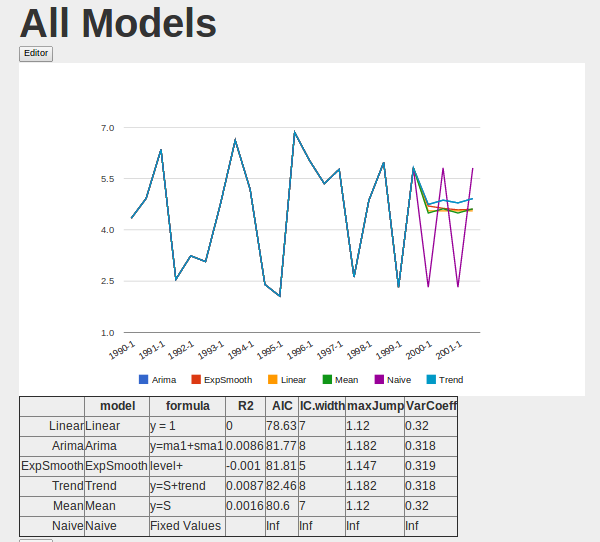 All Models
Editor
7.0
5.5
4.0
2.5
1.0
1990-1 1991-1 1992-1 1993-1 1994-1 1995-1 1996-1 1997-1 1998-1 1999-1 2000-1 2001-1
Arima ExpSmooth Linear Mean Naive Trend
model formula R2 AIC IC.width maxJump VarCoeff
Linear Linear y = 1 0 78.63 7 1.12 0.32
Arima Arima y=ma1+sma1 0.0086 81.77 8 1.182 0.318
ExpSmooth ExpSmooth level+ -0.001 81.81 5 1.147 0.319
Trend Trend y=S+trend 0.0087 82.46 8 1.182 0.318
Mean Mean y=S 0.0016 80.6 7 1.12 0.32
Naive Naive Fixed Values Inf Inf Inf Inf